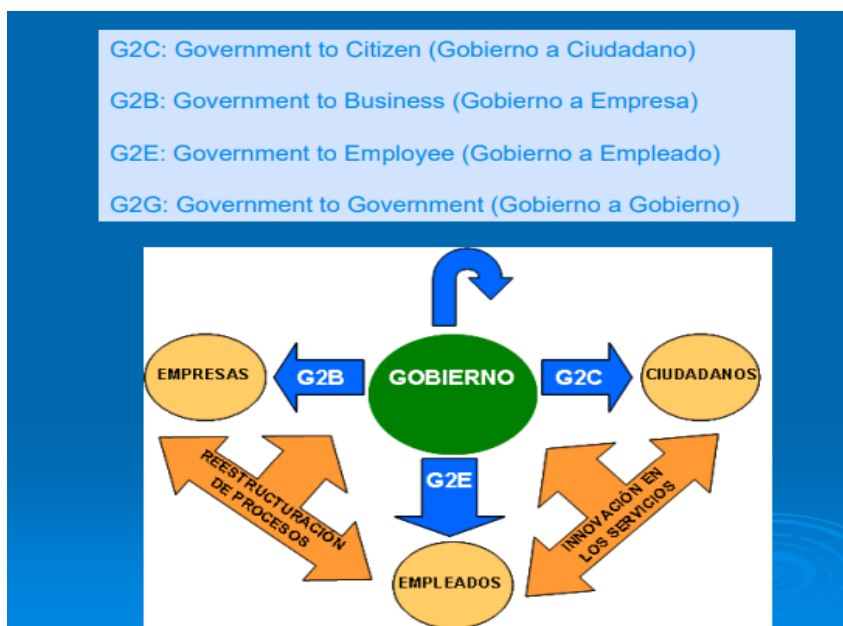 G2C: Government to Citizen (Gobierno a Ciudadano)
G2B: Government to Business (Gobierno a Empresa)
G2E: Government to Employee (Gobierno a Empleado)
G2G: Government to Government (Gobierno a Gobierno)
EMPRESAS
G2B
GOBIERNO
G2C
CIUDADANOS
G2E
REESTRUCTURACIÓN
DE PROCESOS
INNOVACIÓN EN
LOS SERVICIOS
EMPLEADOS